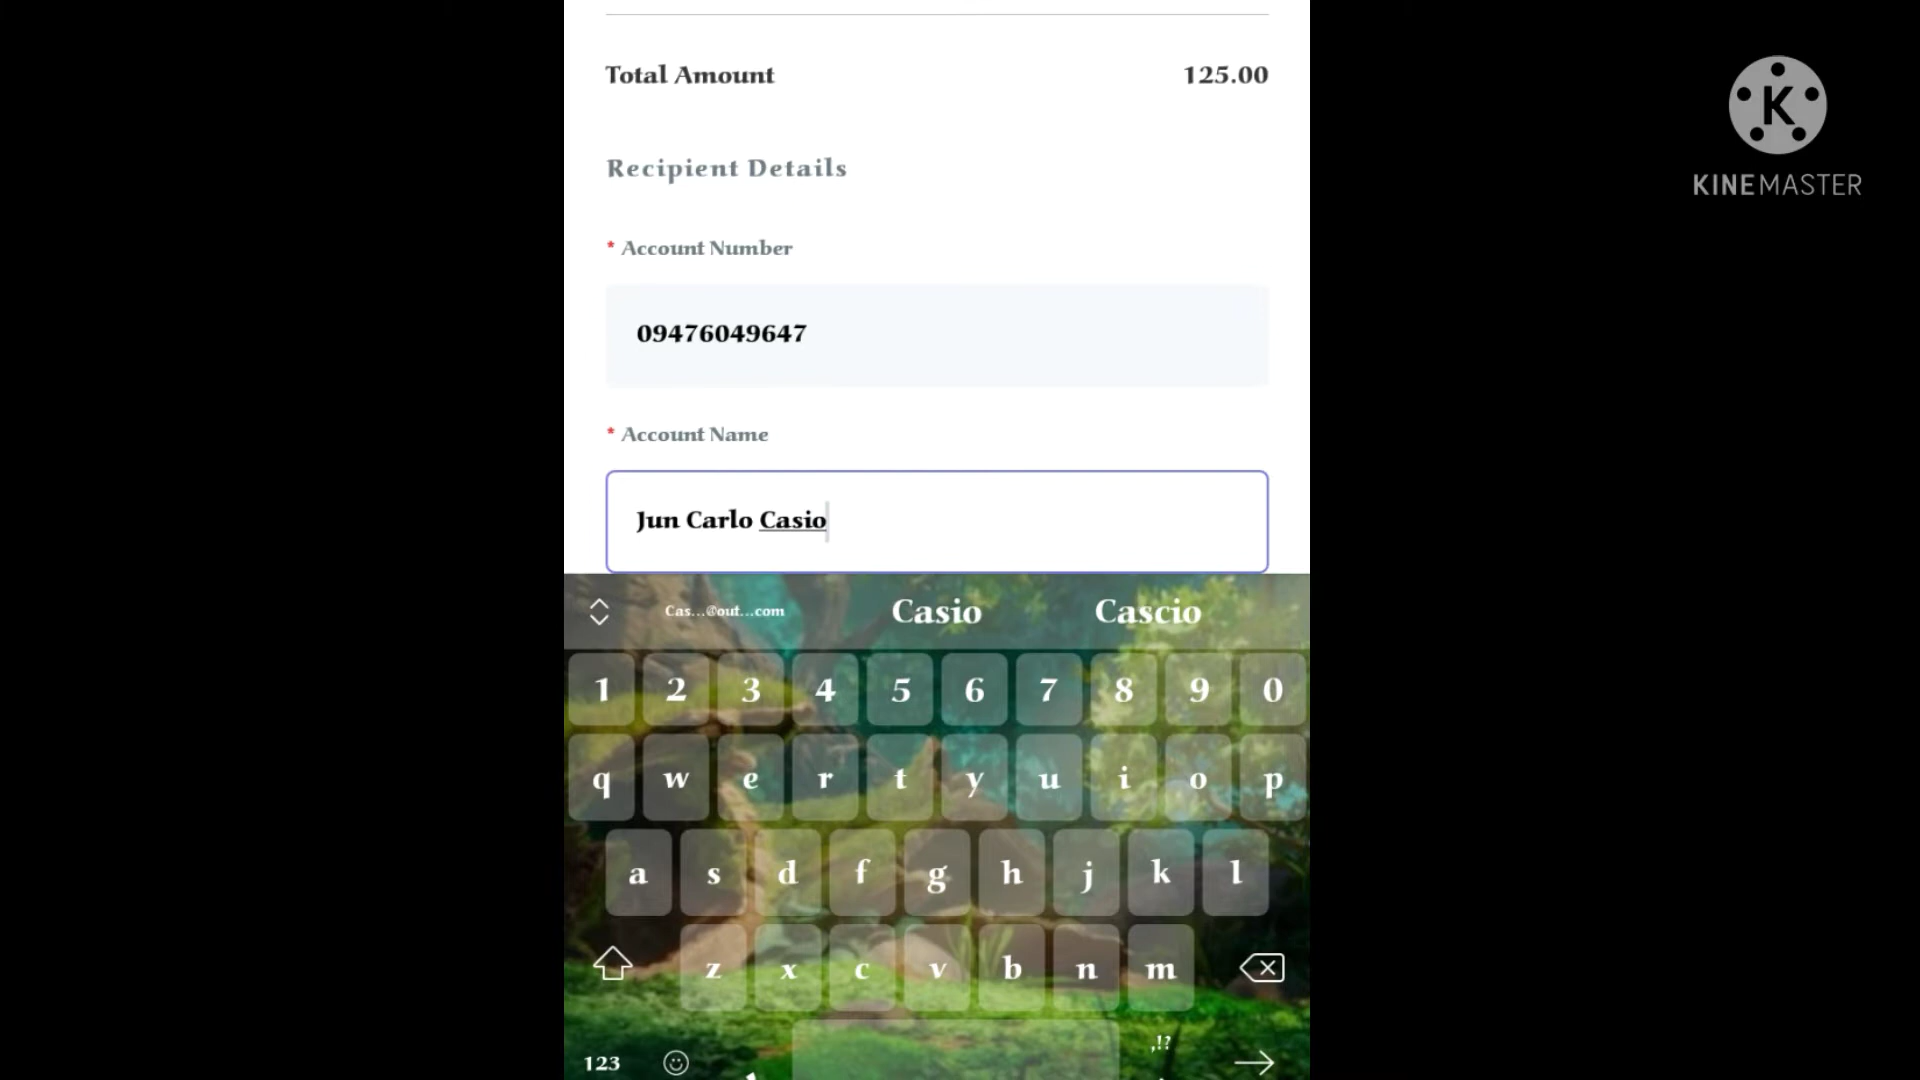 Total Amount 125.00
K
KINEMASTER
Recipient Details
* Account Number
09476049647
* Account Name
Jun Carlo Casio
Cas...@out...com Casio Cascio
1 2 3 4 5 6 7 8 9 0
q w e r t y u i o p
a s d f g h j k l
z x c v b n m
123 ,!?